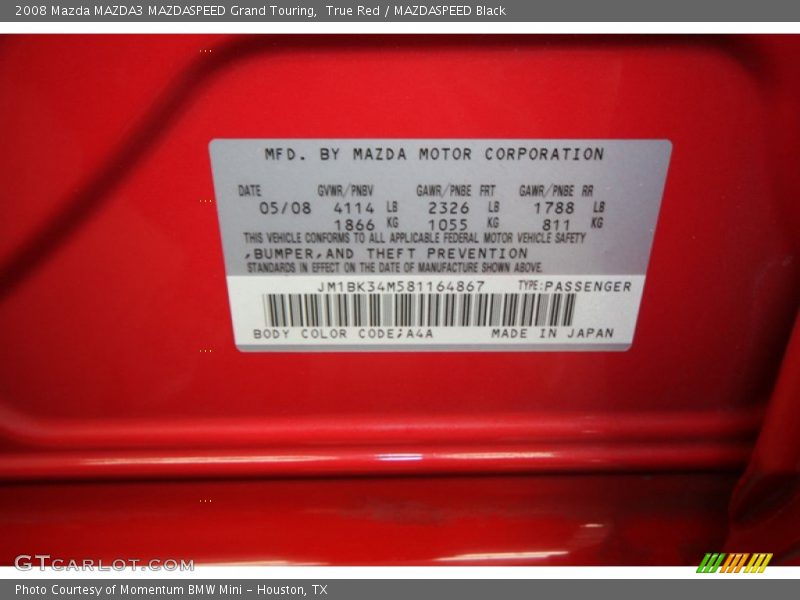 2008 Mazda MAZDA3 MAZDASPEED Grand Touring, True Red / MAZDASPEED Black
MFD. BY MAZDA MOTOR CORPORATION
DATE GVWR/PNBV GAWR/PNBE FRT GAWR/PNBE RR
05/08 4114 LB 2326 LB 1788 LB
1866 KG 1055 KG 811 KG
THIS VEHICLE CONFORMS TO ALL APPLICABLE FEDERAL MOTOR VEHICLE SAFETY
,BUMPER,AND THEFT PREVENTION
STANDARDS IN EFFECT ON THE DATE OF MANUFACTURE SHOWN ABOVE.
JM1BK34M581164867 TYPE:PASSENGER
BODY COLOR CODE;A4A MADE IN JAPAN
GTCARLOT.COM
Photo Courtesy of Momentum BMW Mini - Houston, TX